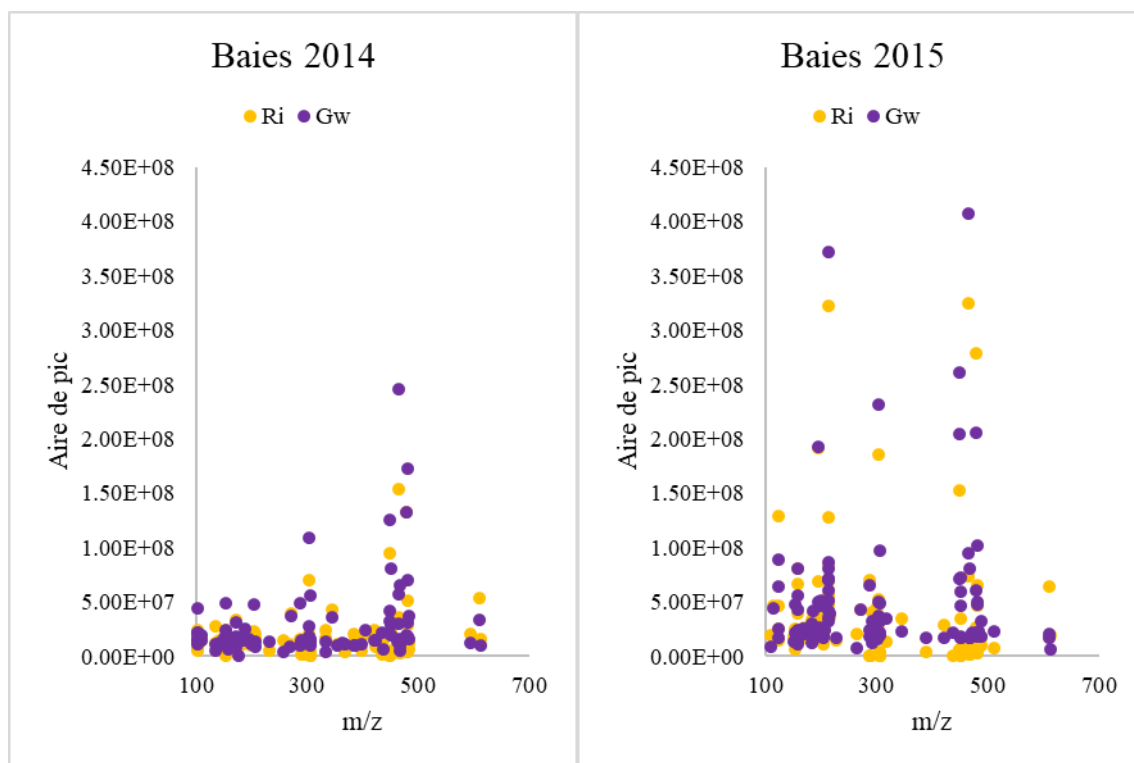 Baies 2014
Ri Gw
4.50E+08
4.00E+08
3.50E+08
3.00E+08
2.50E+08
2.00E+08
1.50E+08
1.00E+08
5.00E+07
0.00E+00
Aire de pic
100 300 500 700
m/z
Baies 2015
Ri Gw
4.50E+08
4.00E+08
3.50E+08
3.00E+08
2.50E+08
2.00E+08
1.50E+08
1.00E+08
5.00E+07
0.00E+00
Aire de pic
100 300 500 700
m/z